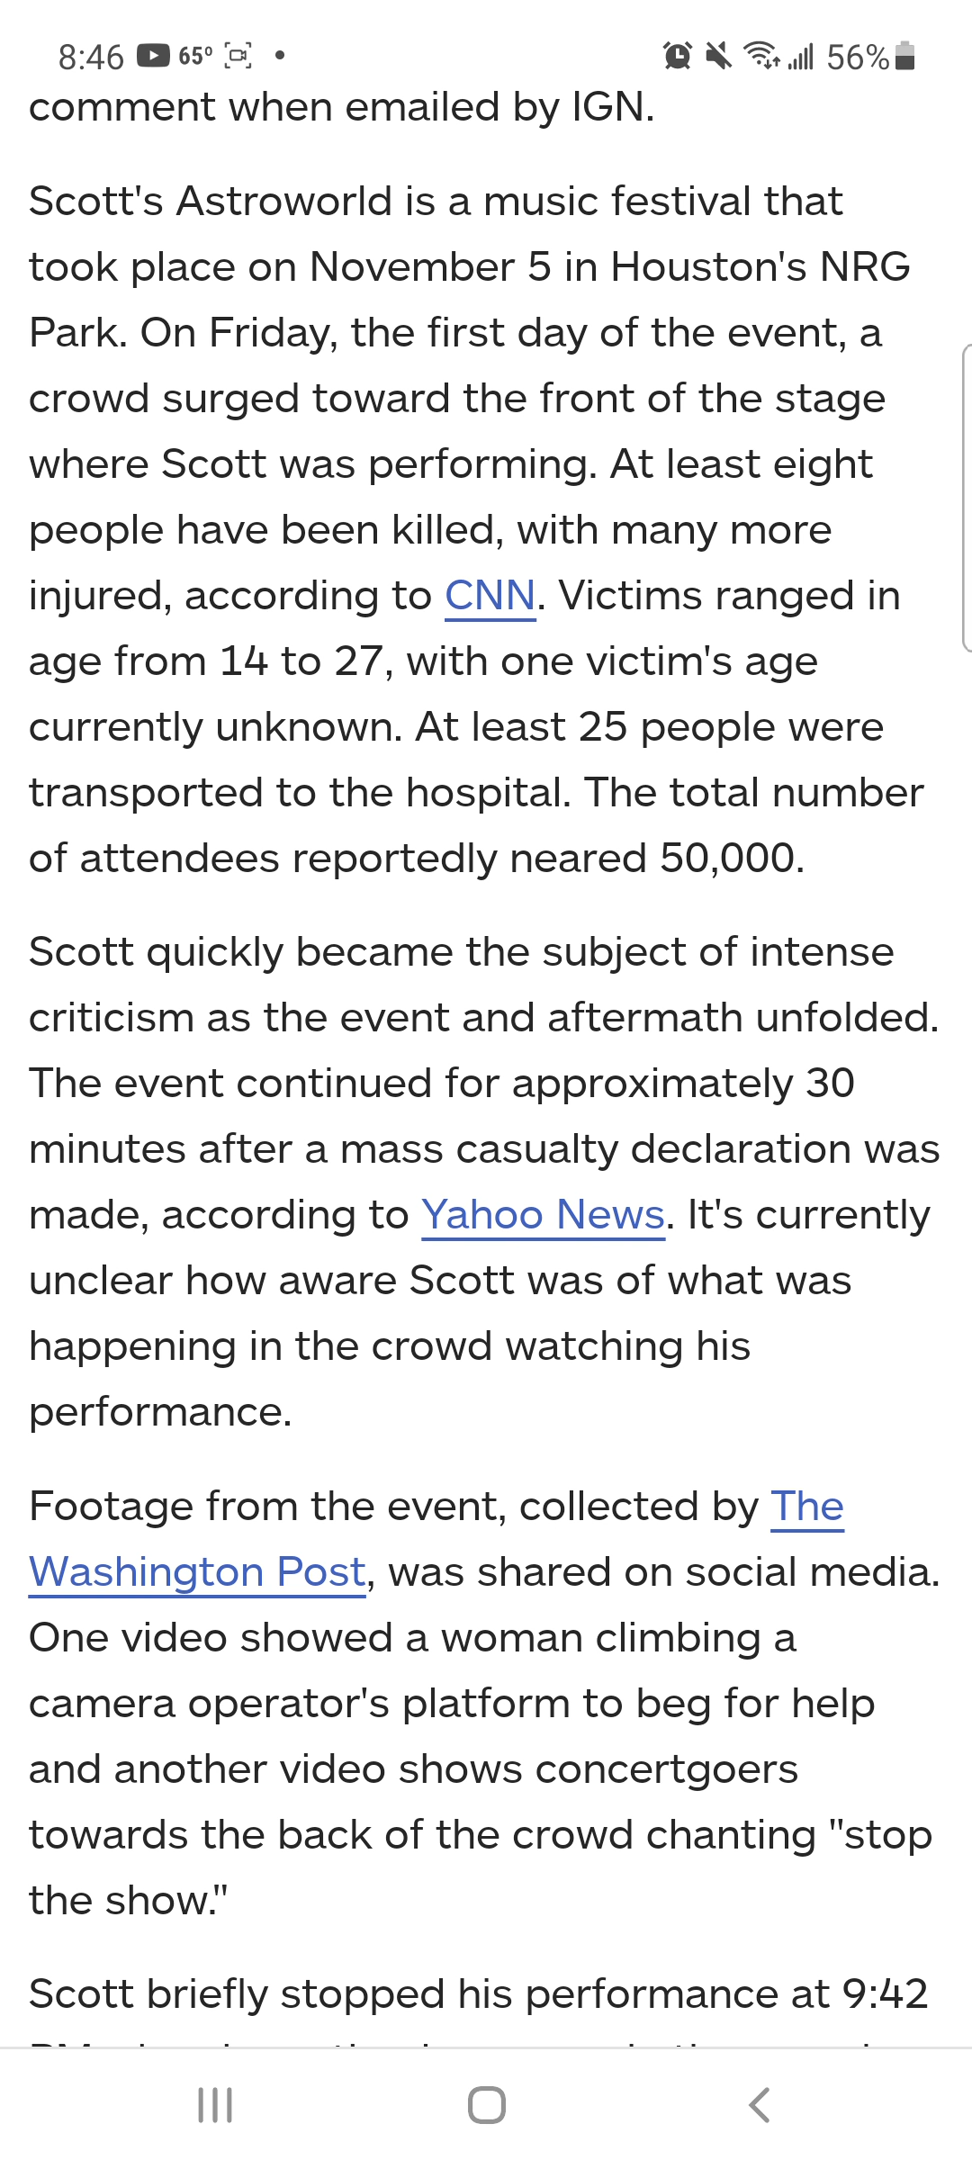 8:46 65° 56%
comment when emailed by IGN.
Scott's Astroworld is a music festival that
took place on November 5 in Houston's NRG
Park. On Friday, the first day of the event, a
crowd surged toward the front of the stage
where Scott was performing. At least eight
people have been killed, with many more
injured, according to CNN. Victims ranged in
age from 14 to 27, with one victim's age
currently unknown. At least 25 people were
transported to the hospital. The total number
of attendees reportedly neared 50,000.
Scott quickly became the subject of intense
criticism as the event and aftermath unfolded.
The event continued for approximately 30
minutes after a mass casualty declaration was
made, according to Yahoo News. It's currently
unclear how aware Scott was of what was
happening in the crowd watching his
performance.
Footage from the event, collected by The
Washington Post, was shared on social media.
One video showed a woman climbing a
camera operator's platform to beg for help
and another video shows concertgoers
towards the back of the crowd chanting "stop
the show."
Scott briefly stopped his performance at 9:42